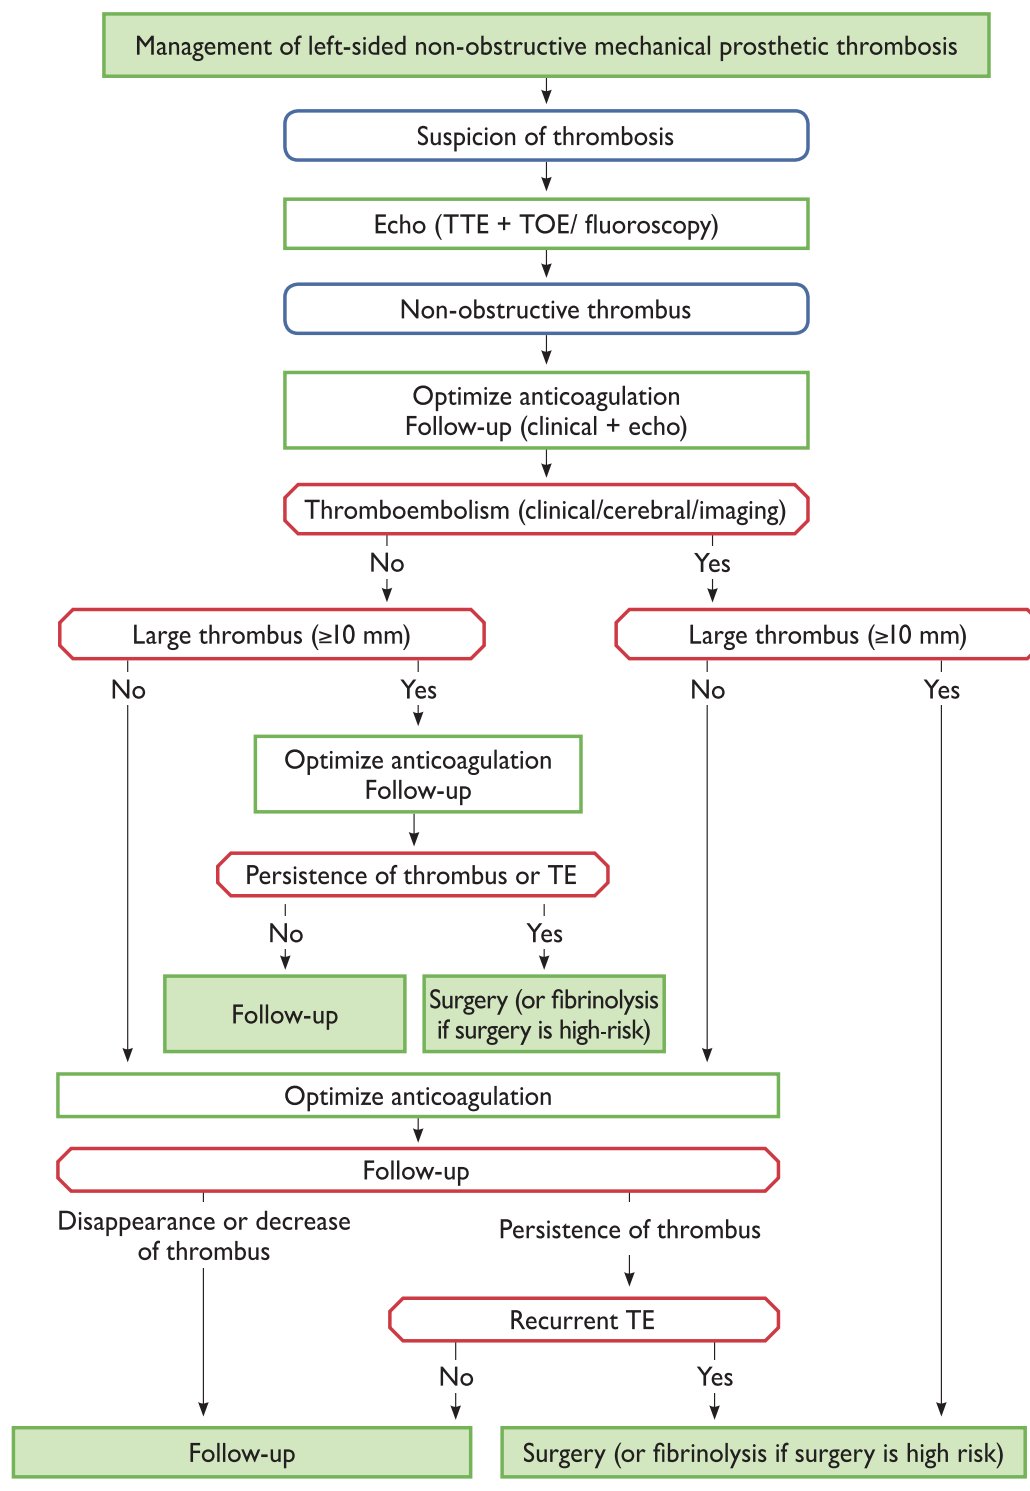 Management of left-sided non-obstructive mechanical prosthetic thrombosis
Suspicion of thrombosis
Echo (TTE + TOE/ fluoroscopy)
Non-obstructive thrombus
Optimize anticoagulation
Follow-up (clinical + echo)
Thromboembolism (clinical/cerebral/imaging)
No
Yes
Large thrombus (≥10 mm)
Large thrombus (≥10 mm)
No
Yes
No
Yes
Optimize anticoagulation
Follow-up
Persistence of thrombus or TE
No
Yes
Follow-up
Surgery (or fibrinolysis
if surgery is high-risk)
Optimize anticoagulation
Follow-up
Disappearance or decrease
of thrombus
Persistence of thrombus
Recurrent TE
No
Yes
Follow-up
Surgery (or fibrinolysis if surgery is high risk)